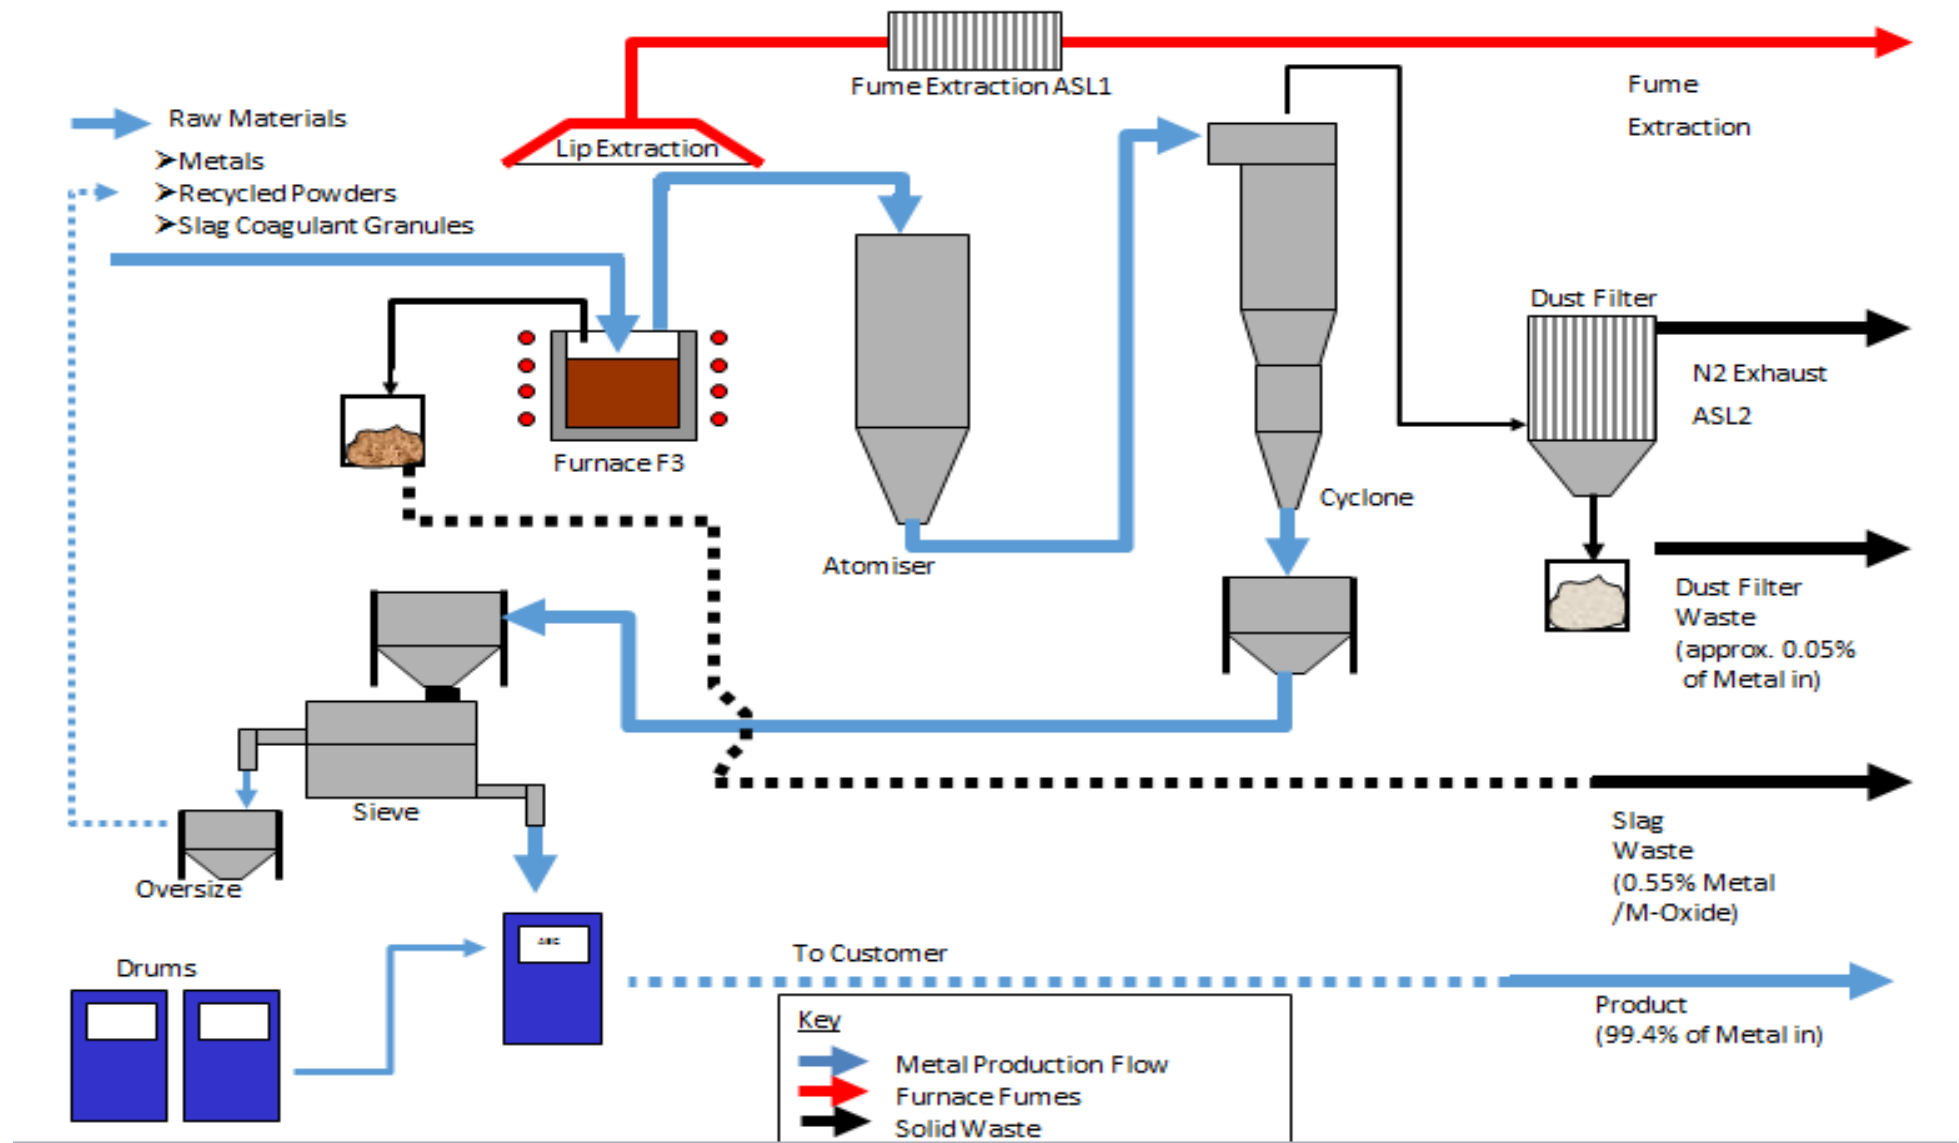 Fume Extraction ASL1
Fume
Extraction
Raw Materials
➤Metals
➤Recycled Powders
➤Slag Coagulant Granules
Lip Extraction
Dust Filter
N2 Exhaust
ASL2
Furnace F3
Cyclone
Atomiser
Dust Filter
Waste
(approx. 0.05%
of Metal in)
Sieve
Oversize
Slag
Waste
(0.55% Metal
/M-Oxide)
Drums
To Customer
Product
(99.4% of Metal in)
Key
Metal Production Flow
Furnace Fumes
Solid Waste